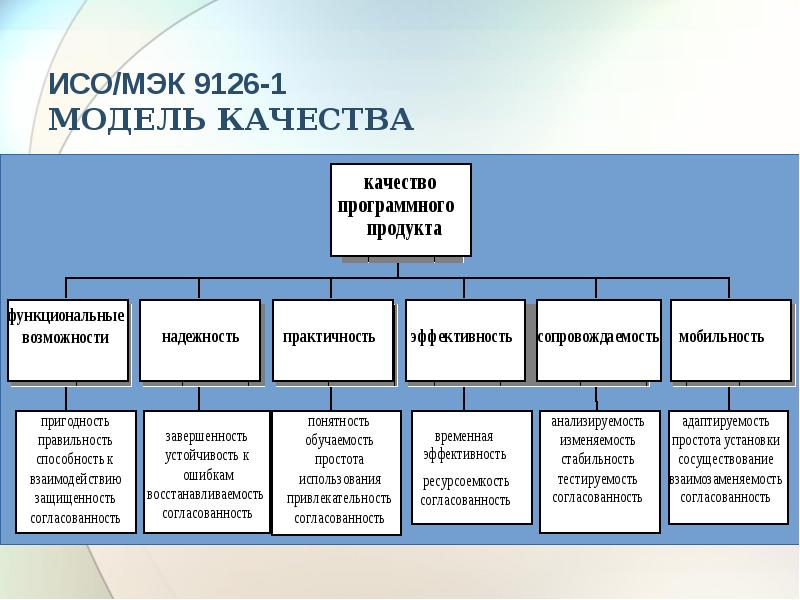 ИСО/МЭК 9126-1
МОДЕЛЬ КАЧЕСТВА
качество
программного
продукта
функциональные
возможности
надежность
практичность
эффективность
сопровождаемость
мобильность
пригодность
правильность
способность к
взаимодействию
защищенность
согласованность
завершенность
устойчивость к
ошибкам
восстанавливаемость
согласованность
понятность
обучаемость
простота
использования
привлекательность
согласованность
временная
эффективность
ресурсоемкость
согласованность
анализируемость
изменяемость
стабильность
тестируемость
согласованность
адаптируемость
простота установки
сосуществование
взаимозаменяемость
согласованность